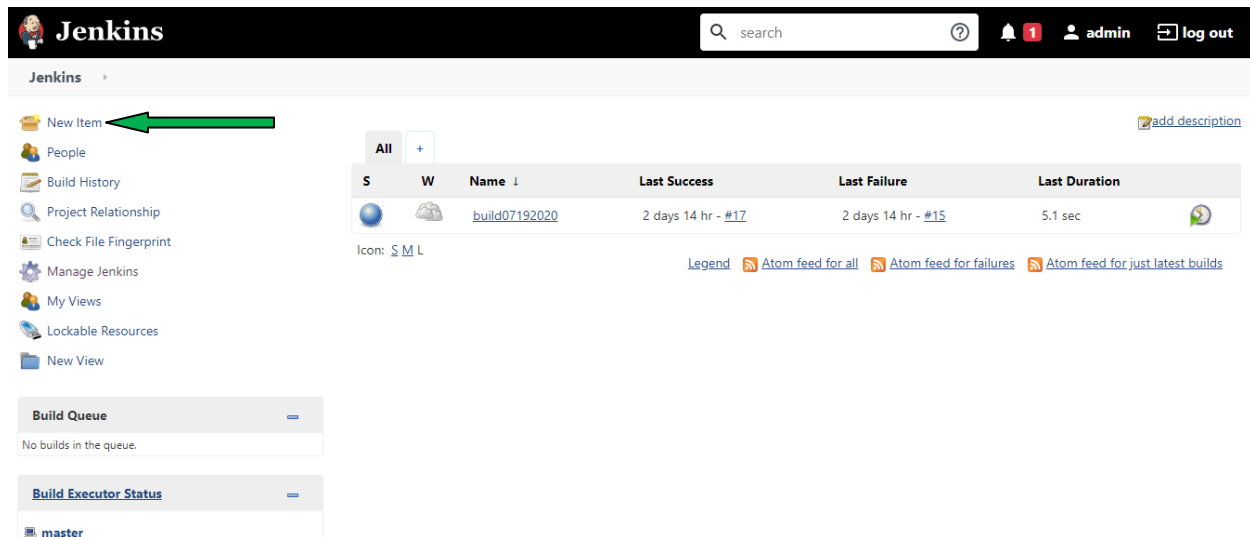 Jenkins
search
1
admin
log out
Jenkins
New Item
People
Build History
Project Relationship
Check File Fingerprint
Manage Jenkins
My Views
Lockable Resources
New View
Build Queue
No builds in the queue.
Build Executor Status
master
add description
All +
S W Name ↓ Last Success Last Failure Last Duration
build07192020 2 days 14 hr - #17 2 days 14 hr - #15 5.1 sec
Icon: S M L
Legend Atom feed for all Atom feed for failures Atom feed for just latest builds